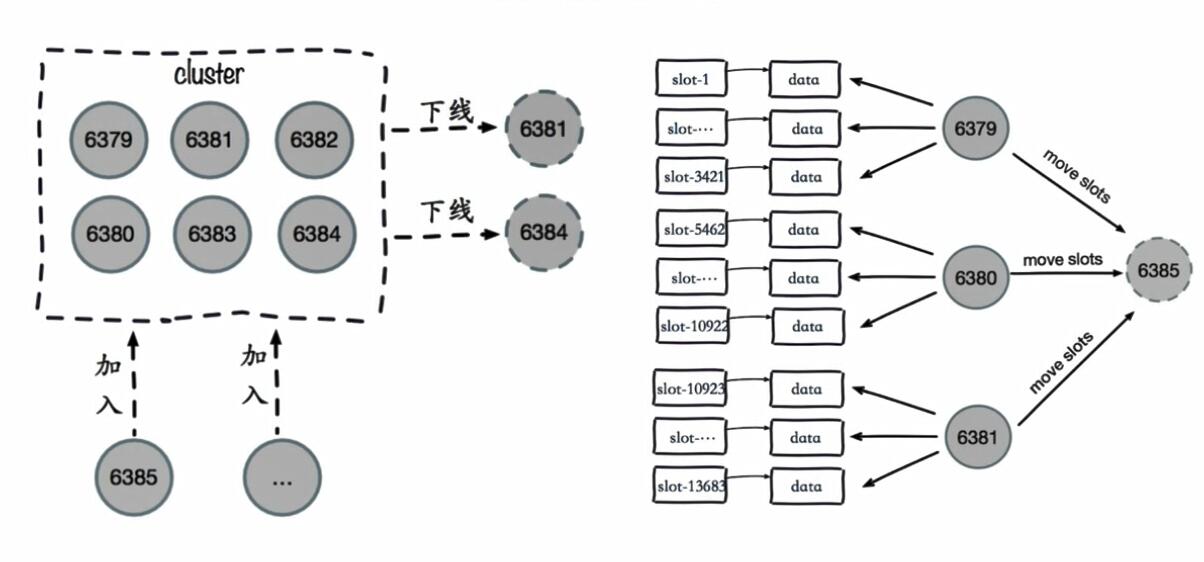 cluster
6379
6381
6382
6380
6383
6384
下线
6381
下线
6384
加
入
加
入
6385
...
slot-1
data
slot-…
data
slot-3421
data
6379
slot-5462
data
slot-…
data
slot-10922
data
6380
slot-10923
data
slot-…
data
slot-13683
data
6381
move slots
move slots
move slots
6385